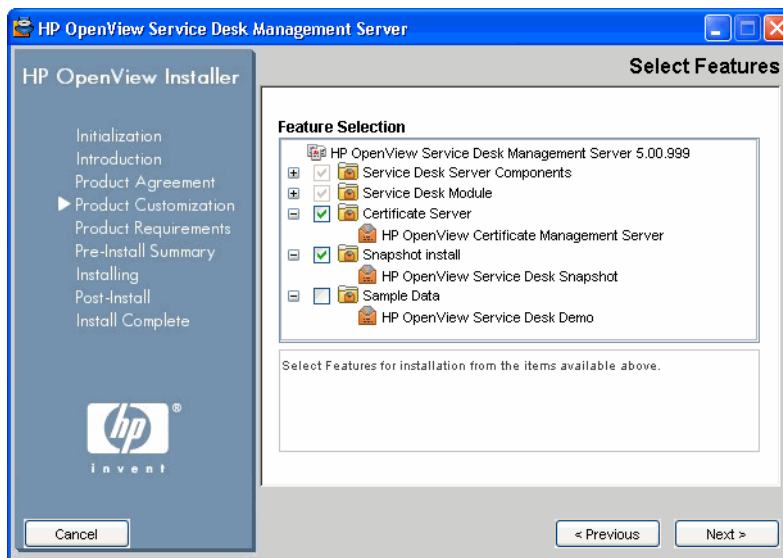 HP OpenView Service Desk Management Server
HP OpenView Installer
Select Features
Initialization
Introduction
Product Agreement
Product Customization
Product Requirements
Pre-Install Summary
Installing
Post-Install
Install Complete
Feature Selection
HP OpenView Service Desk Management Server 5.00.999
Service Desk Server Components
Service Desk Module
Certificate Server
HP OpenView Certificate Management Server
Snapshot install
HP OpenView Service Desk Snapshot
Sample Data
HP OpenView Service Desk Demo
Select Features for installation from the items available above.
hp ®
invent
Cancel
< Previous
Next >